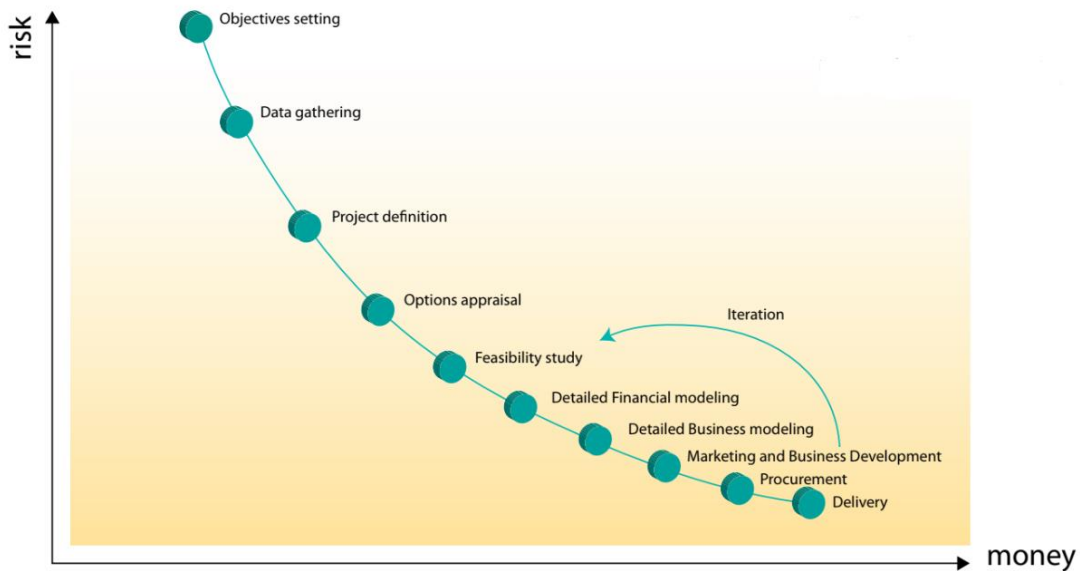 risk
Objectives setting
Data gathering
Project definition
Options appraisal
Iteration
Feasibility study
Detailed Financial modeling
Detailed Business modeling
Marketing and Business Development
Procurement
Delivery
money